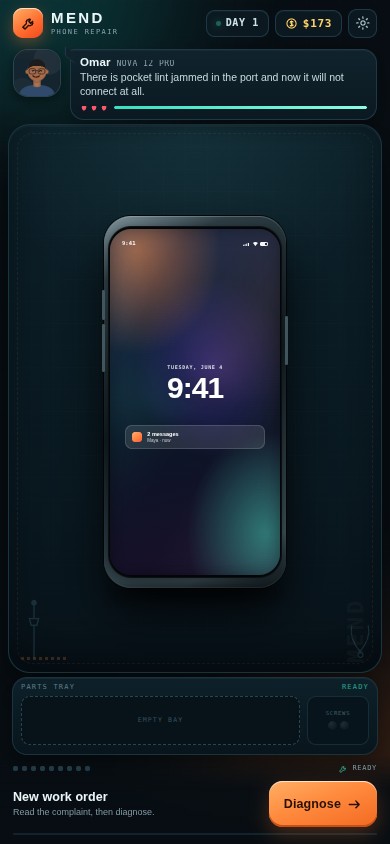 MEND
PHONE REPAIR
DAY 1
$173
Omar NOVA 12 PRO
There is pocket lint jammed in the port and now it will not
connect at all.
9:41
TUESDAY, JUNE 4
9:41
2 messages
Maya · now
MEND
PARTS TRAY
READY
EMPTY BAY
SCREWS
READY
New work order
Read the complaint, then diagnose.
Diagnose →